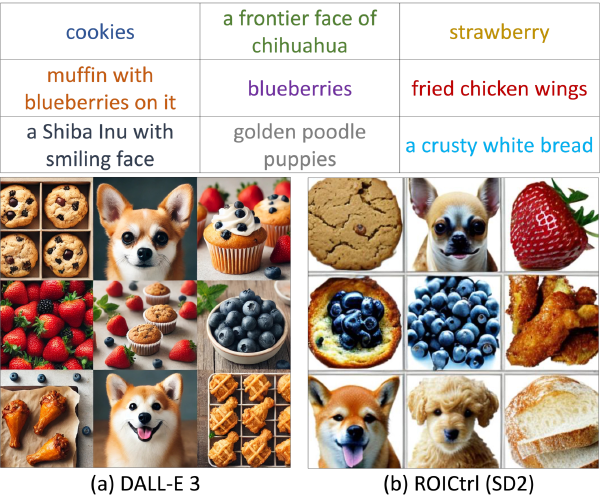 cookies
a frontier face of
chihuahua
strawberry
muffin with
blueberries on it
blueberries
fried chicken wings
a Shiba Inu with
smiling face
golden poodle
puppies
a crusty white bread
(a) DALL-E 3
(b) ROICtrl (SD2)